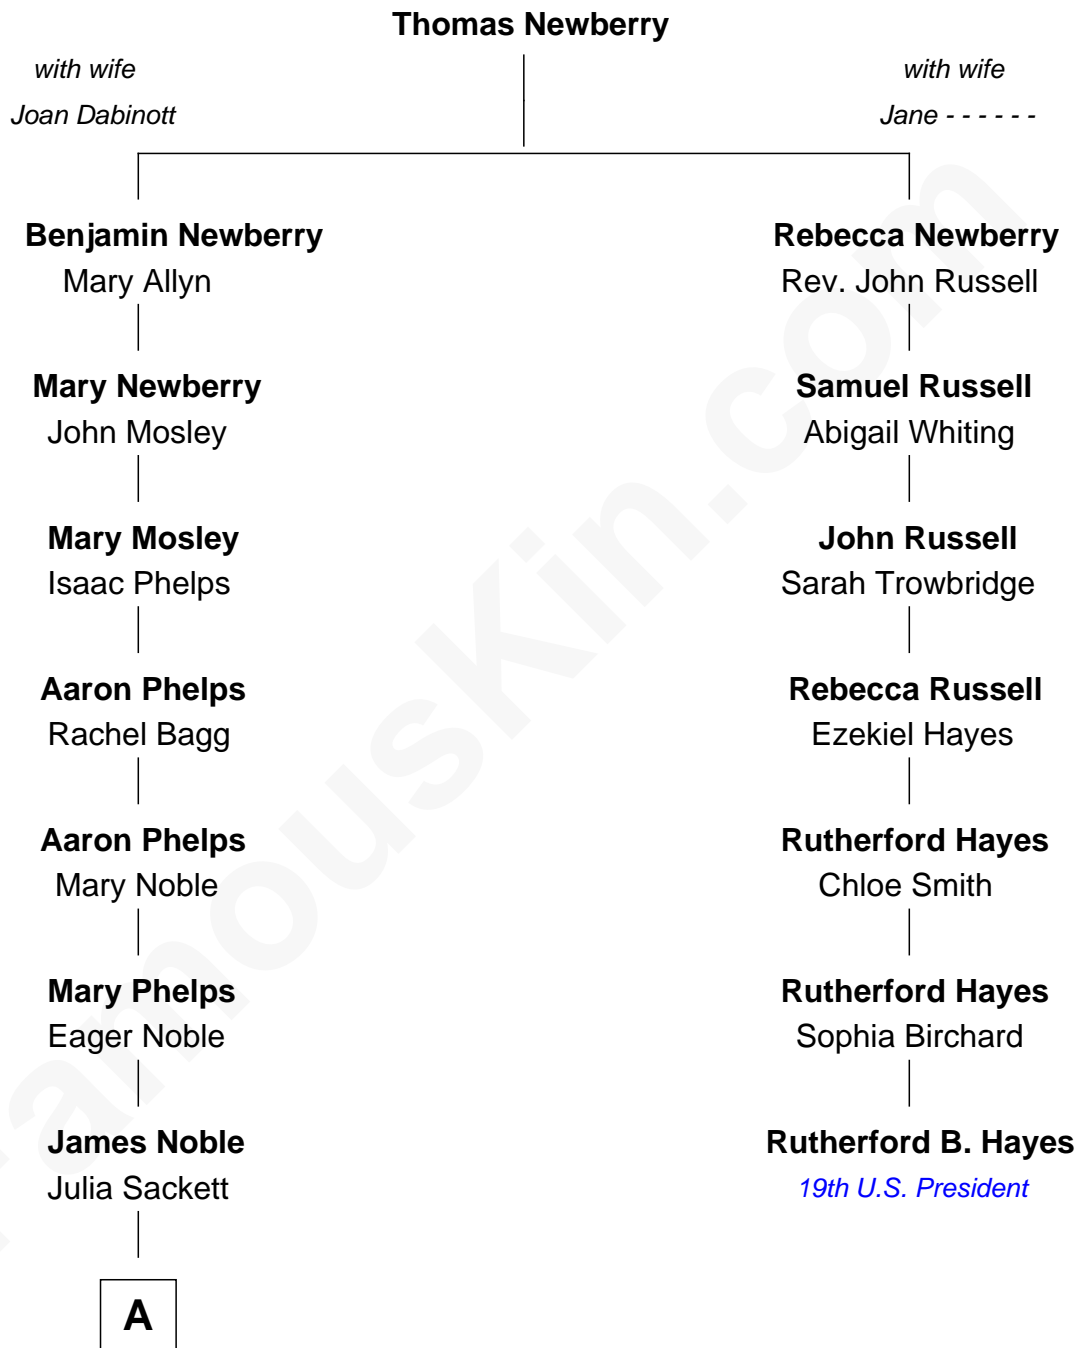 Thomas Newberry
with wife
Joan Dabinott
with wife
Jane - - - - - -
Benjamin Newberry
Mary Allyn
Rebecca Newberry
Rev. John Russell
Mary Newberry
John Mosley
Samuel Russell
Abigail Whiting
Mary Mosley
Isaac Phelps
John Russell
Sarah Trowbridge
Aaron Phelps
Rachel Bagg
Rebecca Russell
Ezekiel Hayes
Aaron Phelps
Mary Noble
Rutherford Hayes
Chloe Smith
Mary Phelps
Eager Noble
Rutherford Hayes
Sophia Birchard
James Noble
Julia Sackett
Rutherford B. Hayes
19th U.S. President
A
FamousKin.com